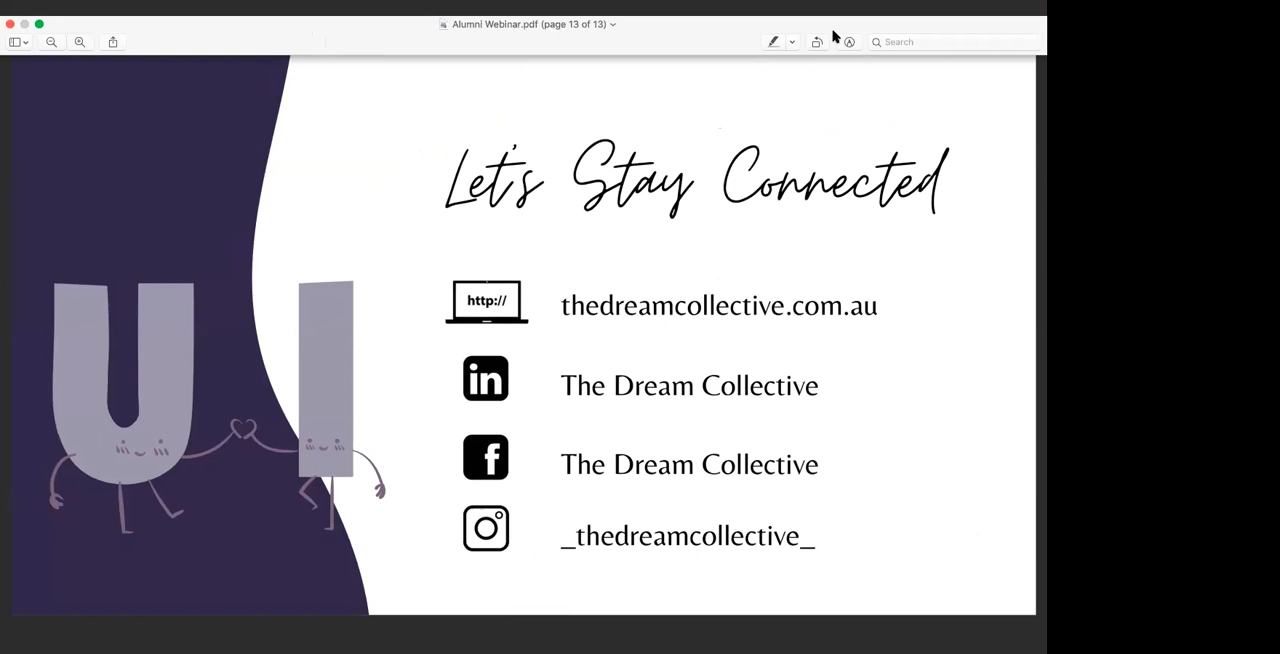 Alumni Webinar.pdf (page 13 of 13)
Search
Let's Stay Connected
http://
thedreamcollective.com.au
in
The Dream Collective
f
The Dream Collective
_thedreamcollective_
U I